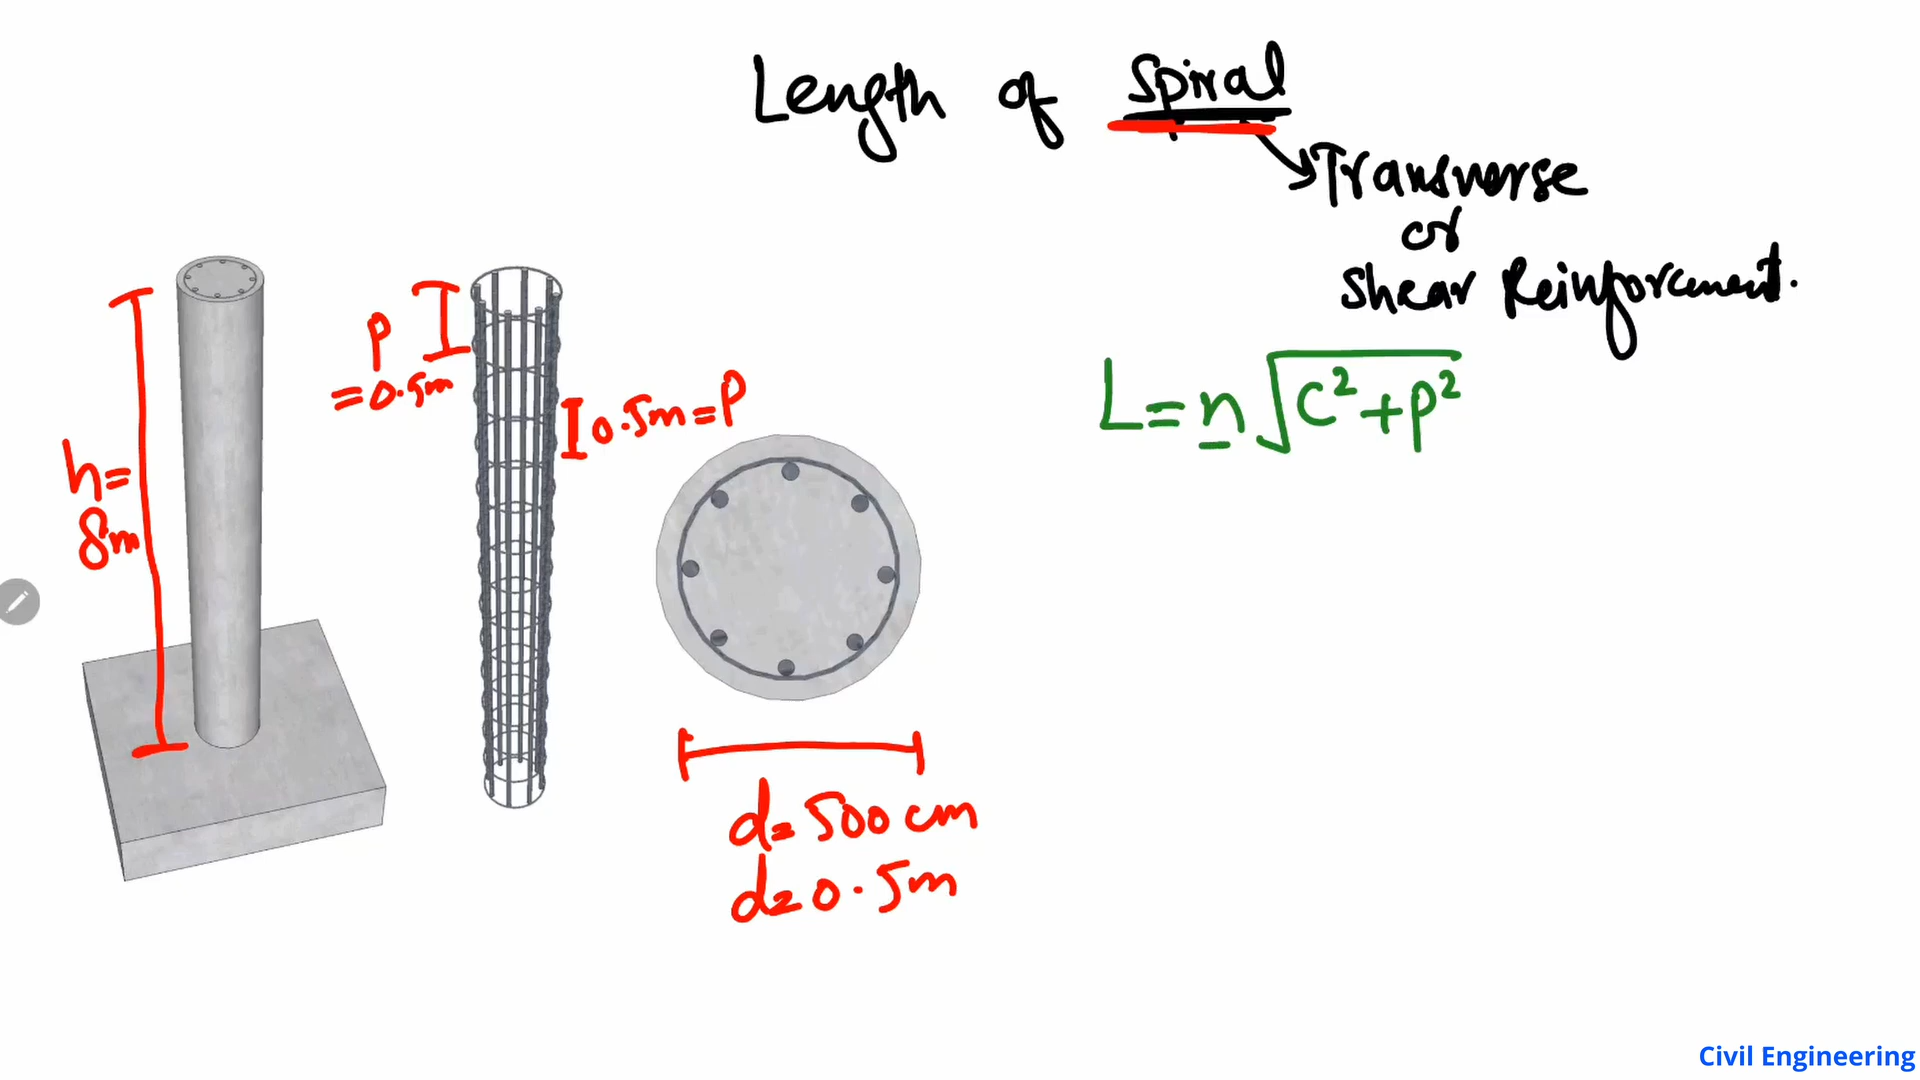 Length of spiral
Transverse
or
Shear Reinforcement.
P
= 0.5m
0.5m = P
h=
8m
L = n√C²+P²
d= 500 cm
d= 0.5m
Civil Engineering